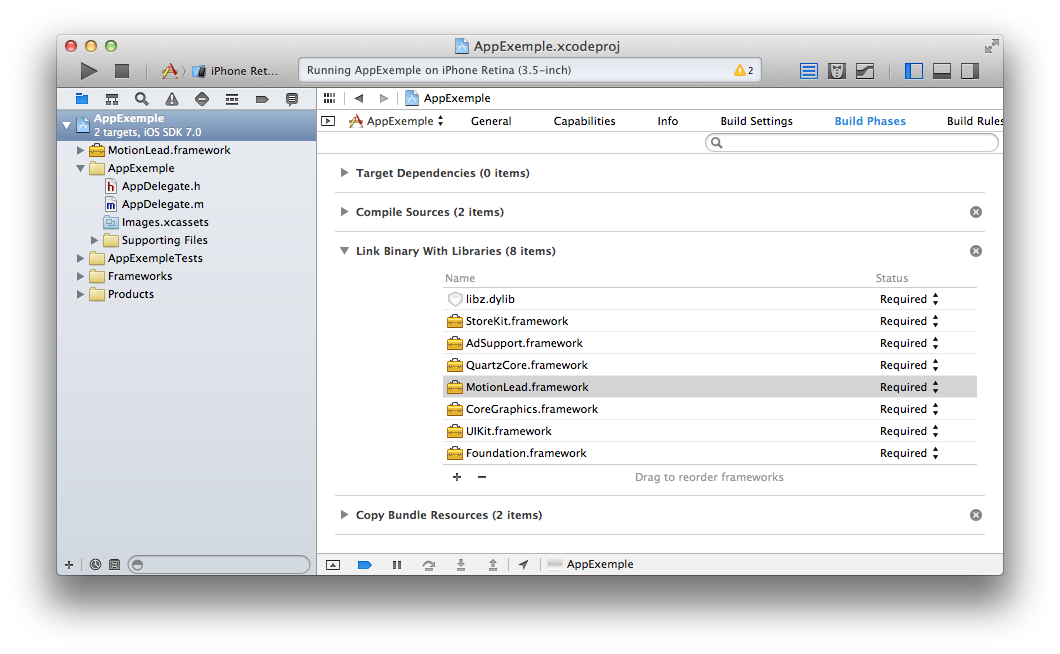 AppExemple.xcodeproj
iPhone Ret...
Running AppExemple on iPhone Retina (3.5-inch)
2
AppExemple
AppExemple
2 targets, iOS SDK 7.0
AppExemple
General
Capabilities
Info
Build Settings
Build Phases
Build Rules
MotionLead.framework
AppExemple
h AppDelegate.h
m AppDelegate.m
Images.xcassets
Supporting Files
AppExempleTests
Frameworks
Products
Target Dependencies (0 items)
Compile Sources (2 items)
Link Binary With Libraries (8 items)
Name Status
libz.dylib Required
StoreKit.framework Required
AdSupport.framework Required
QuartzCore.framework Required
MotionLead.framework Required
CoreGraphics.framework Required
UIKit.framework Required
Foundation.framework Required
+ − Drag to reorder frameworks
Copy Bundle Resources (2 items)
AppExemple